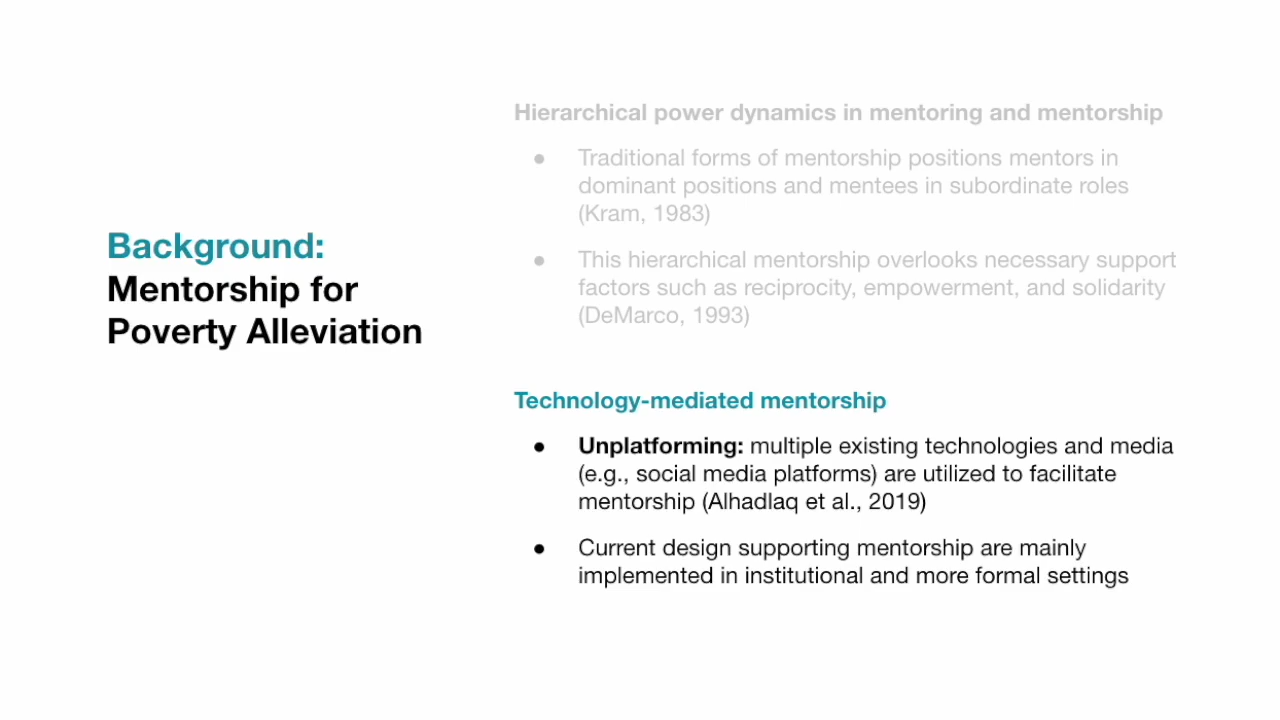 Background:
Mentorship for
Poverty Alleviation
Hierarchical power dynamics in mentoring and mentorship
● Traditional forms of mentorship positions mentors in
dominant positions and mentees in subordinate roles
(Kram, 1983)
● This hierarchical mentorship overlooks necessary support
factors such as reciprocity, empowerment, and solidarity
(DeMarco, 1993)
Technology-mediated mentorship
● Unplatforming: multiple existing technologies and media
(e.g., social media platforms) are utilized to facilitate
mentorship (Alhadlaq et al., 2019)
● Current design supporting mentorship are mainly
implemented in institutional and more formal settings